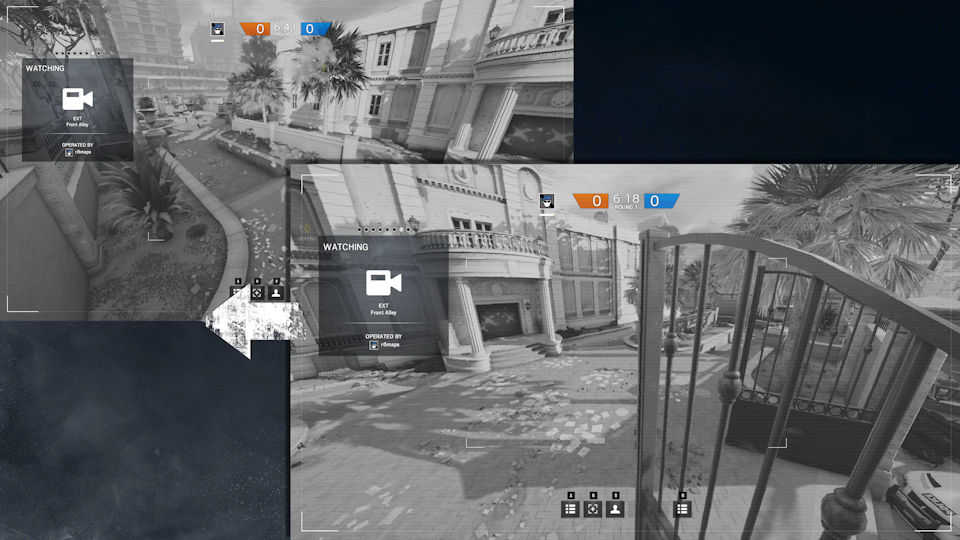 0 6:41 0
WATCHING
EXT
Front Alley
OPERATED BY
r6maps
0 6:18 0
ROUND 1
WATCHING
EXT
Front Alley
OPERATED BY
r6maps